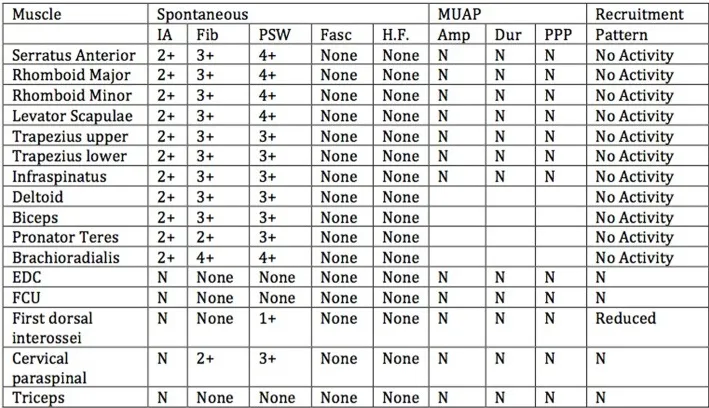 Muscle Spontaneous MUAP Recruitment
IA Fib PSW Fasc H.F. Amp Dur PPP Pattern
Serratus Anterior 2+ 3+ 4+ None None N N N No Activity
Rhomboid Major 2+ 3+ 4+ None None N N N No Activity
Rhomboid Minor 2+ 3+ 4+ None None N N N No Activity
Levator Scapulae 2+ 3+ 4+ None None N N N No Activity
Trapezius upper 2+ 3+ 3+ None None N N N No Activity
Trapezius lower 2+ 3+ 3+ None None N N N No Activity
Infraspinatus 2+ 3+ 3+ None None N N N No Activity
Deltoid 2+ 3+ 3+ None None No Activity
Biceps 2+ 3+ 3+ None None No Activity
Pronator Teres 2+ 2+ 3+ None None No Activity
Brachioradialis 2+ 4+ 4+ None None No Activity
EDC N None None None None N N N N
FCU N None None None None N N N N
First dorsal N None 1+ None None N N N Reduced
interossei
Cervical N 2+ 3+ None None N N N N
paraspinal
Triceps N None None None None N N N N